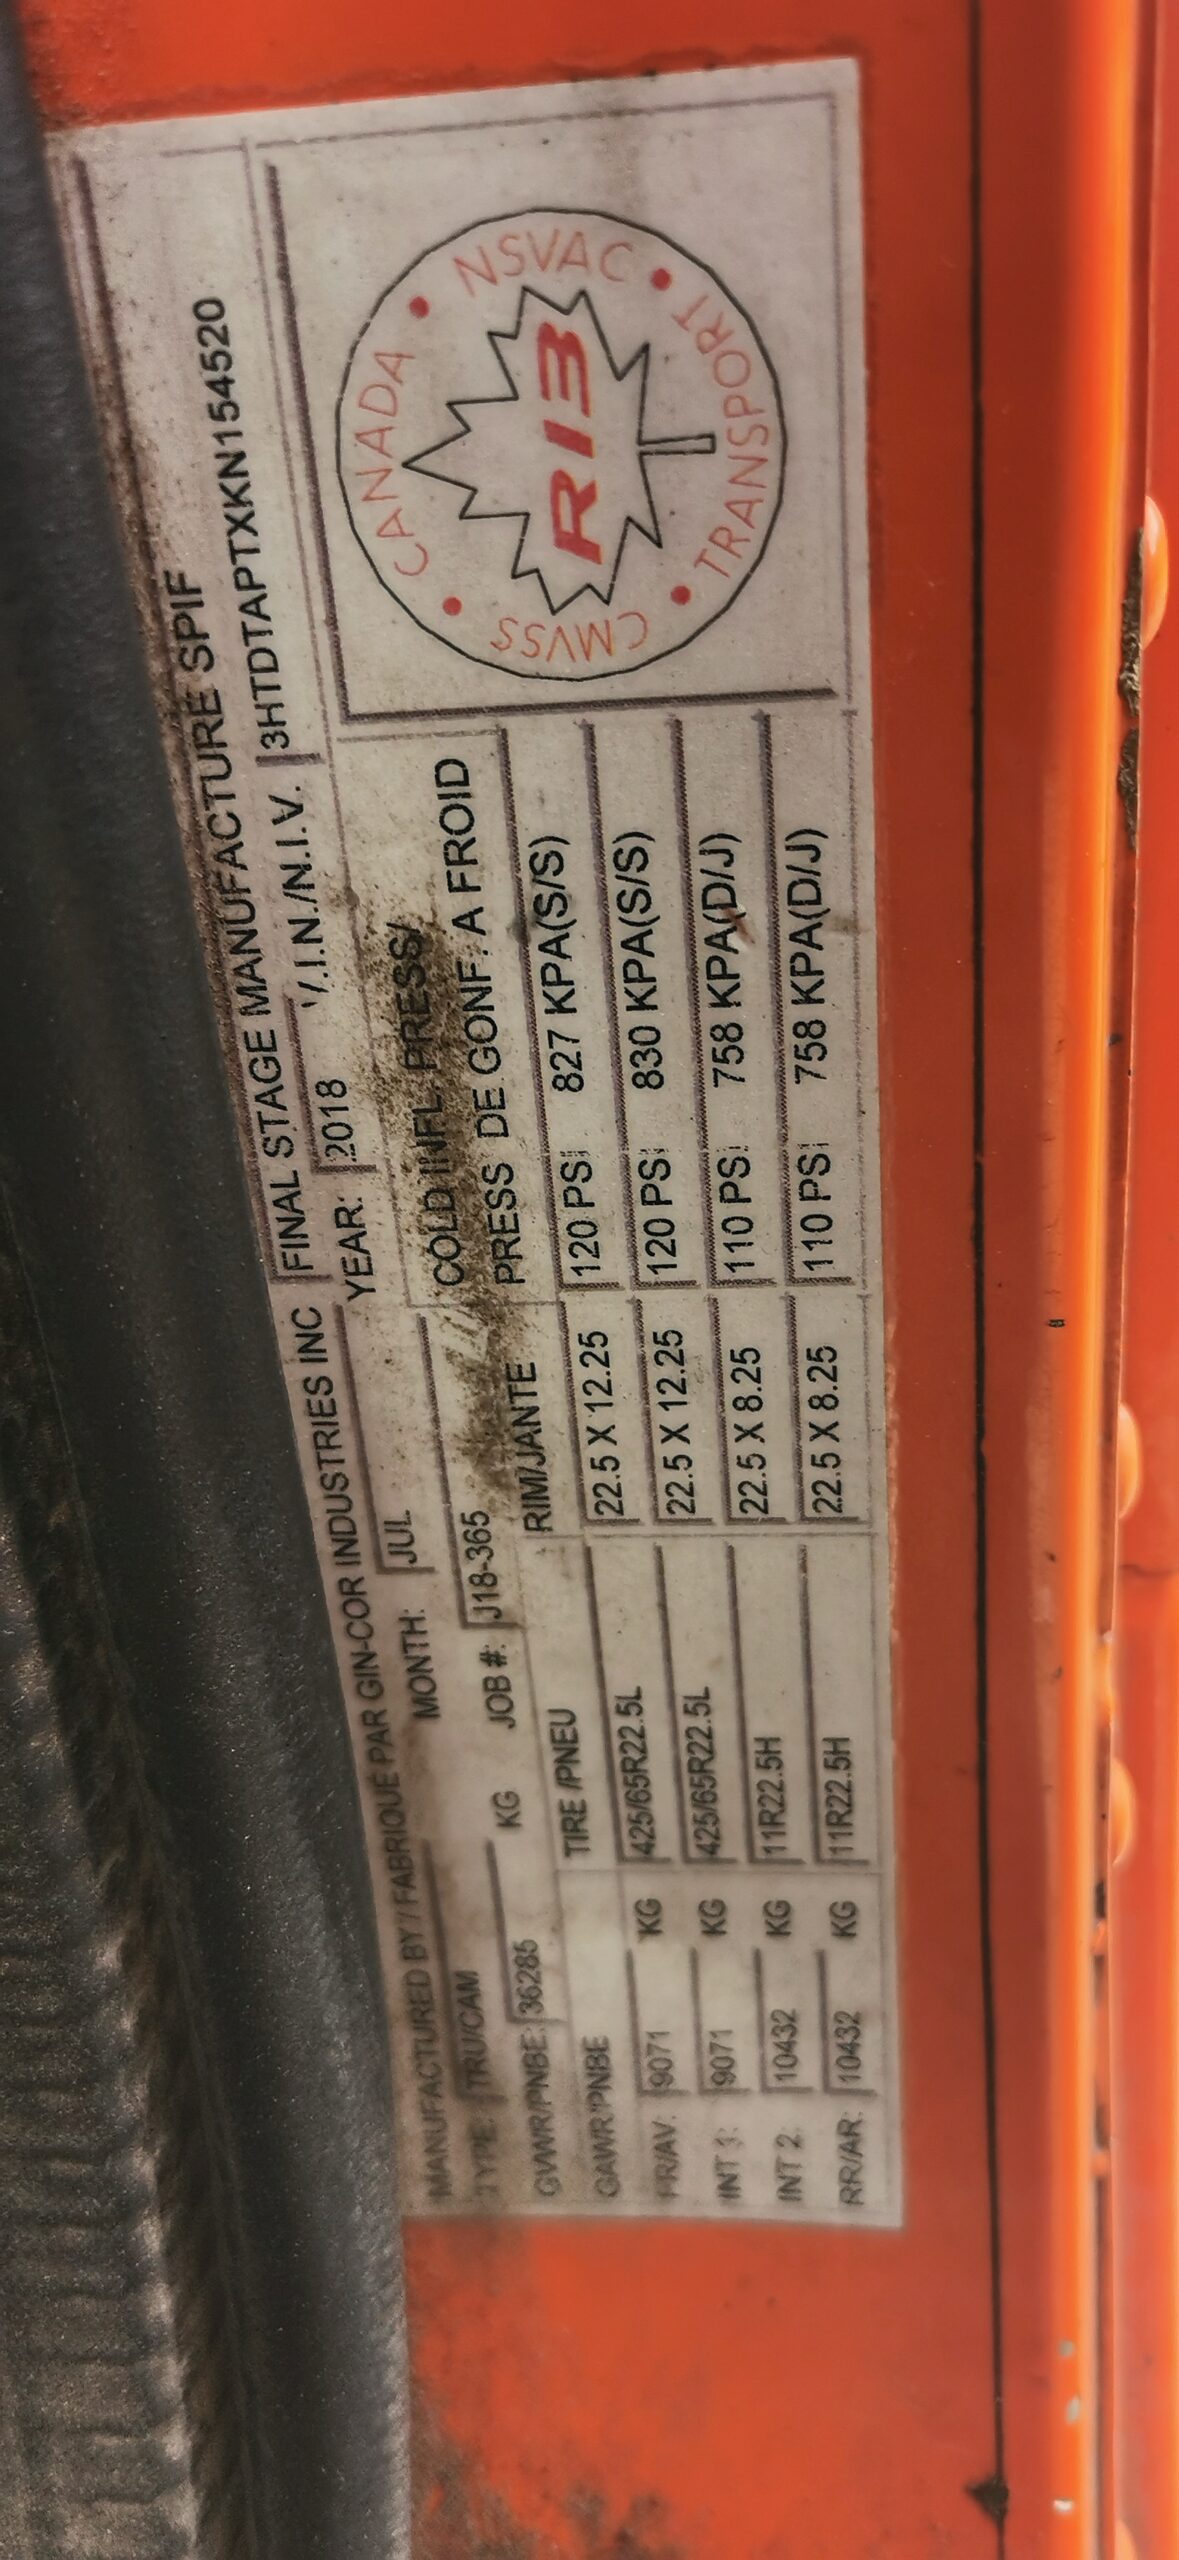 MANUFACTURED BY / FABRIQUE PAR GIN-COR INDUSTRIES INC FINAL STAGE MANUFACTURE SPIF
TYPE: TRU/CAM MONTH: JUL YEAR: 2018 V.I.N./N.I.V. 3HTDTAPTXKN154520
GVWR/PNBE: 36285 KG JOB #: J18-365
COLD INFL. PRESS/
GAWR/PNBE TIRE /PNEU RIM/JANTE PRESS DE GONF. A FROID
FR/AV: 9071 KG 425/65R22.5L 22.5 X 12.25 120 PSI 827 KPA(S/S)
INT 1: 9071 KG 425/65R22.5L 22.5 X 12.25 120 PSI 830 KPA(S/S)
INT 2: 10432 KG 11R22.5H 22.5 X 8.25 110 PSI 758 KPA(D/J)
RR/AR: 10432 KG 11R22.5H 22.5 X 8.25 110 PSI 758 KPA(D/J)
CANADA • NSVAC • TRANSPORT • CMVSS •
R13